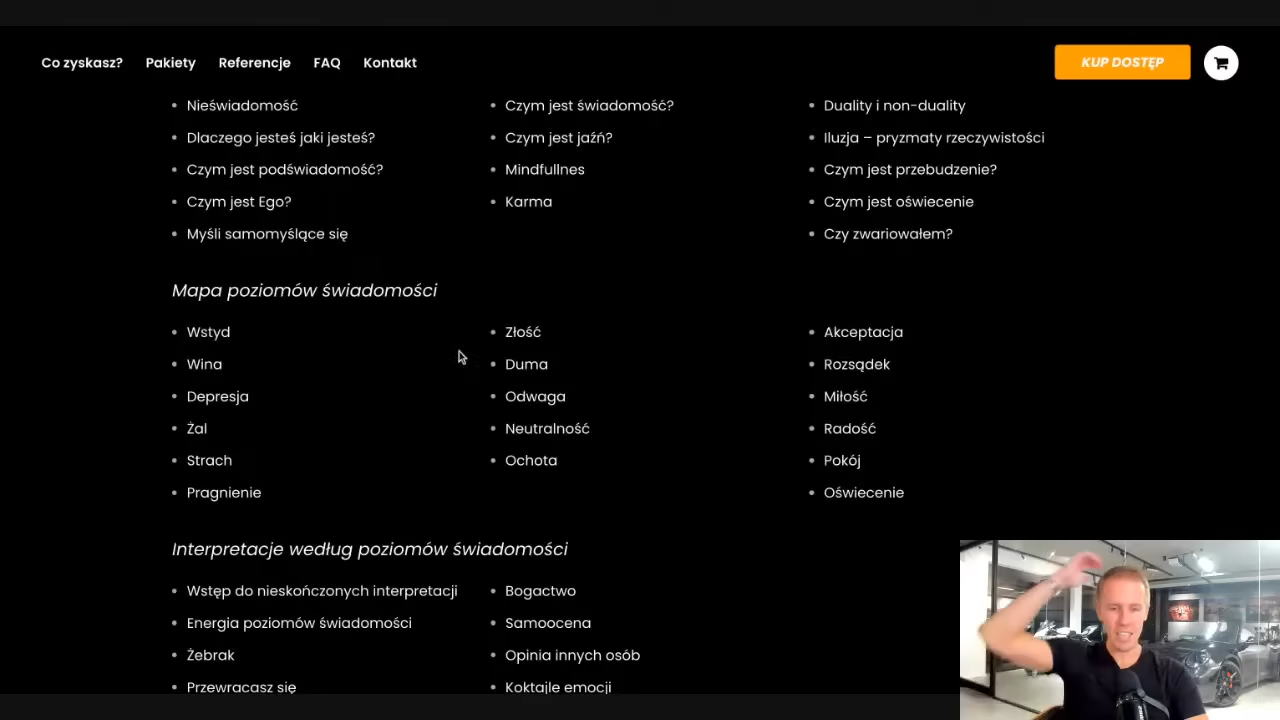 Co zyskasz? Pakiety Referencje FAQ Kontakt KUP DOSTĘP
Nieświadomość
Dlaczego jesteś jaki jesteś?
Czym jest podświadomość?
Czym jest Ego?
Myśli samomyślące się
Czym jest świadomość?
Czym jest jaźń?
Mindfullnes
Karma
Duality i non-duality
Iluzja – pryzmaty rzeczywistości
Czym jest przebudzenie?
Czym jest oświecenie
Czy zwariowałem?
Mapa poziomów świadomości
Wstyd
Wina
Depresja
Żal
Strach
Pragnienie
Złość
Duma
Odwaga
Neutralność
Ochota
Akceptacja
Rozsądek
Miłość
Radość
Pokój
Oświecenie
Interpretacje według poziomów świadomości
Wstęp do nieskończonych interpretacji
Energia poziomów świadomości
Żebrak
Przewracasz się
Bogactwo
Samoocena
Opinia innych osób
Koktajle emocji